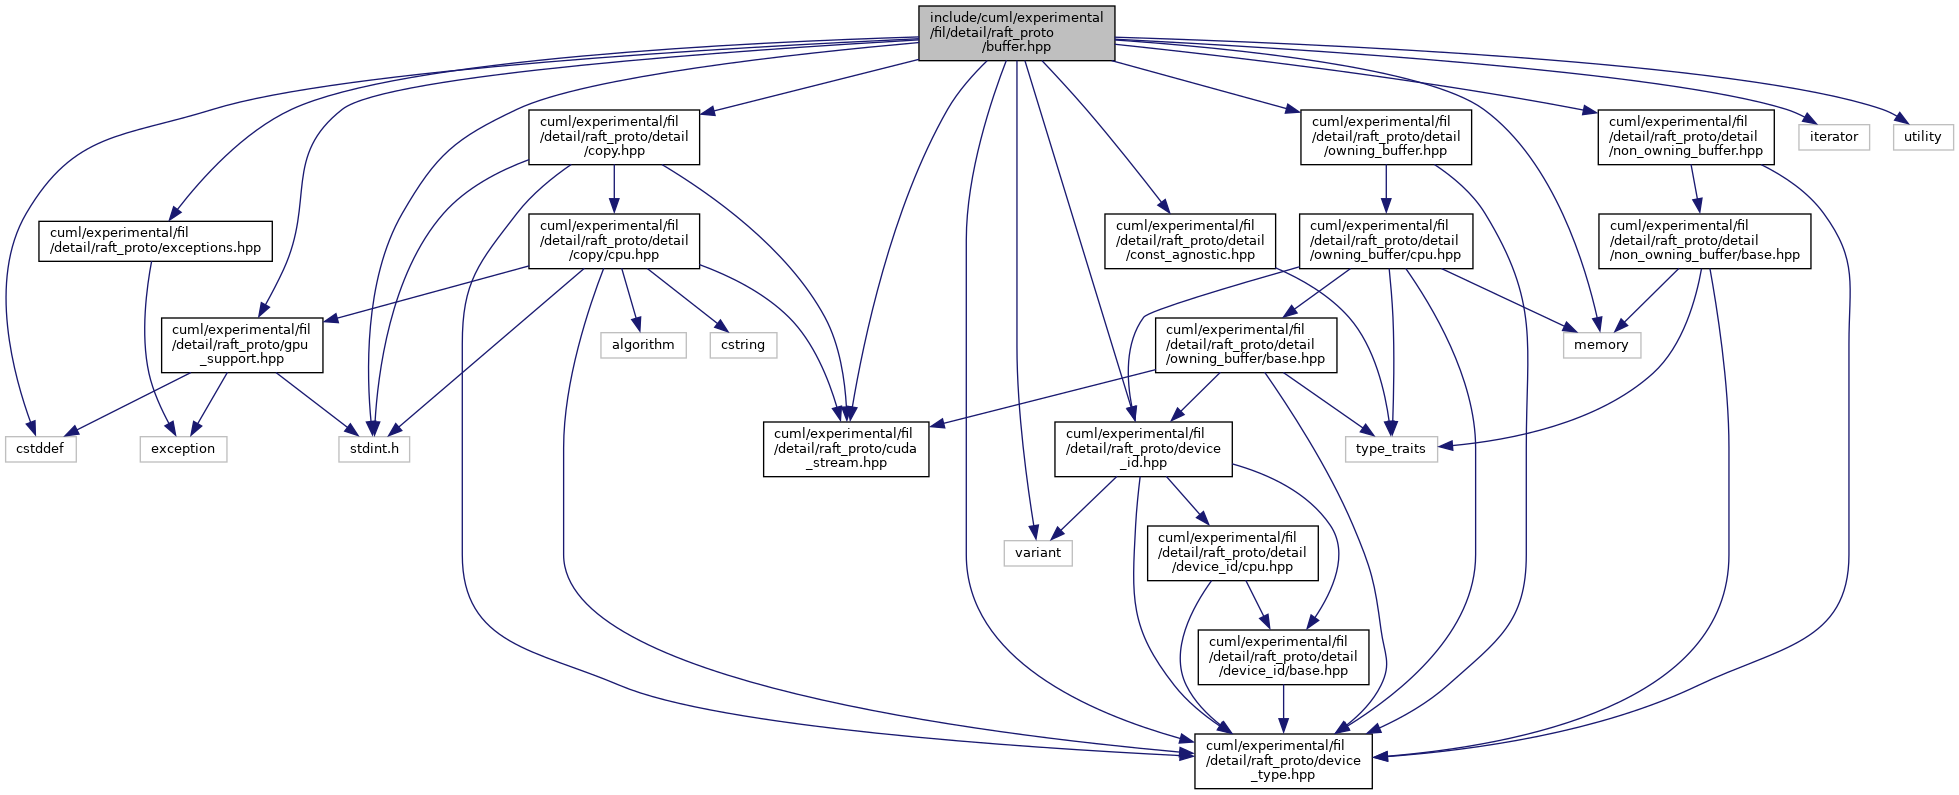 include/cuml/experimental
/fil/detail/raft_proto
/buffer.hpp
cuml/experimental/fil
/detail/raft_proto/detail
/copy.hpp
cuml/experimental/fil
/detail/raft_proto/detail
/owning_buffer.hpp
cuml/experimental/fil
/detail/raft_proto/detail
/non_owning_buffer.hpp
iterator
utility
cuml/experimental/fil
/detail/raft_proto/exceptions.hpp
cuml/experimental/fil
/detail/raft_proto/detail
/copy/cpu.hpp
cuml/experimental/fil
/detail/raft_proto/detail
/const_agnostic.hpp
cuml/experimental/fil
/detail/raft_proto/detail
/owning_buffer/cpu.hpp
cuml/experimental/fil
/detail/raft_proto/detail
/non_owning_buffer/base.hpp
cuml/experimental/fil
/detail/raft_proto/gpu
_support.hpp
algorithm
cstring
cuml/experimental/fil
/detail/raft_proto/detail
/owning_buffer/base.hpp
memory
cstddef
exception
stdint.h
cuml/experimental/fil
/detail/raft_proto/cuda
_stream.hpp
cuml/experimental/fil
/detail/raft_proto/device
_id.hpp
type_traits
variant
cuml/experimental/fil
/detail/raft_proto/detail
/device_id/cpu.hpp
cuml/experimental/fil
/detail/raft_proto/detail
/device_id/base.hpp
cuml/experimental/fil
/detail/raft_proto/device
_type.hpp